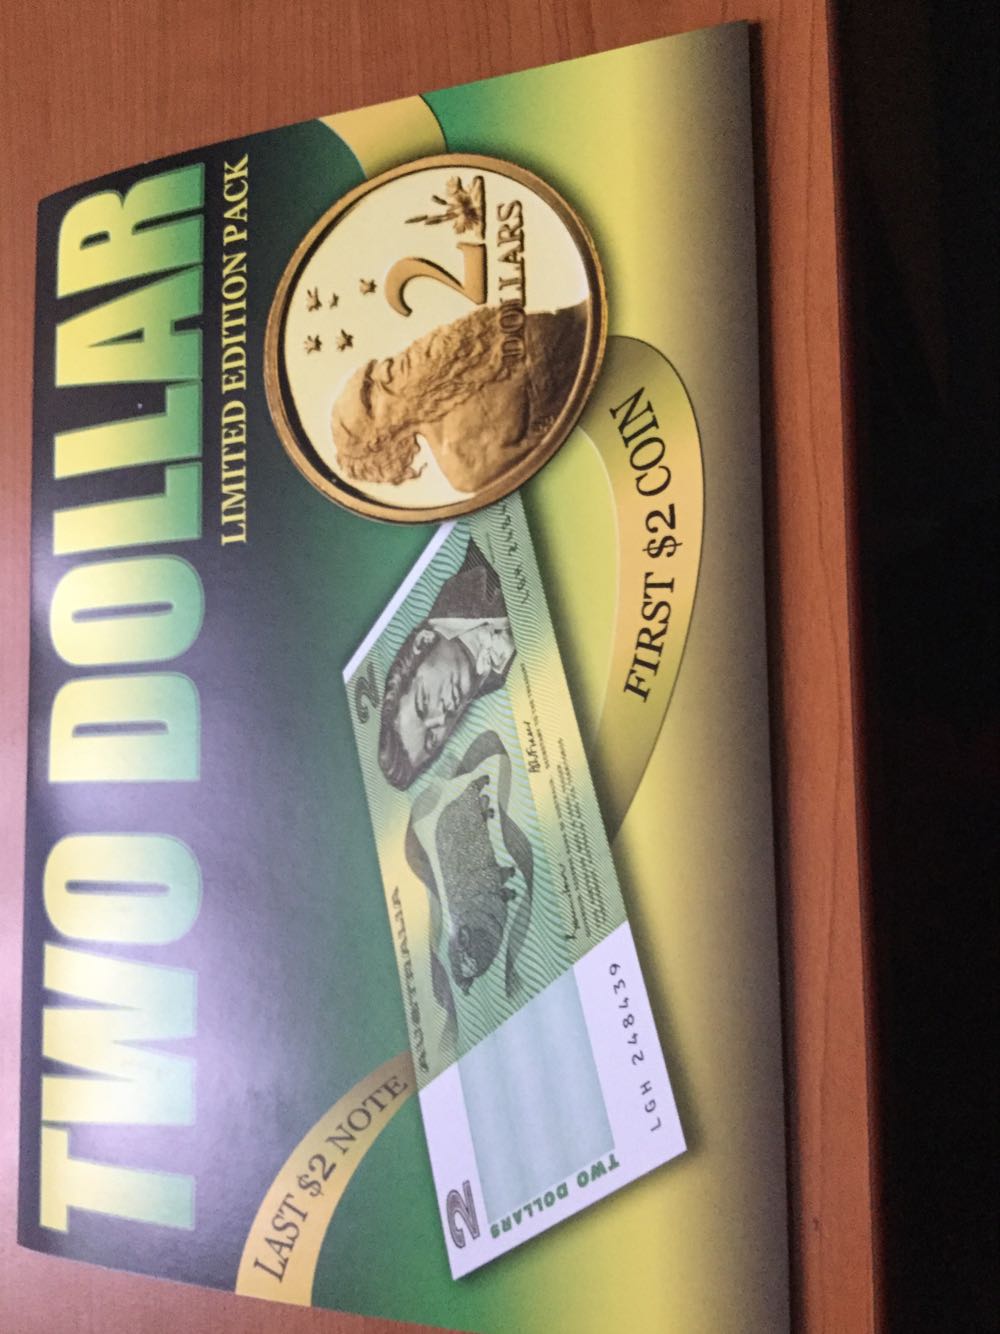 TWO DOLLAR
LIMITED EDITION PACK
2
DOLLARS
LAST $2 NOTE
FIRST $2 COIN
2
AUSTRALIA
2
TWO DOLLARS
LGH 248439